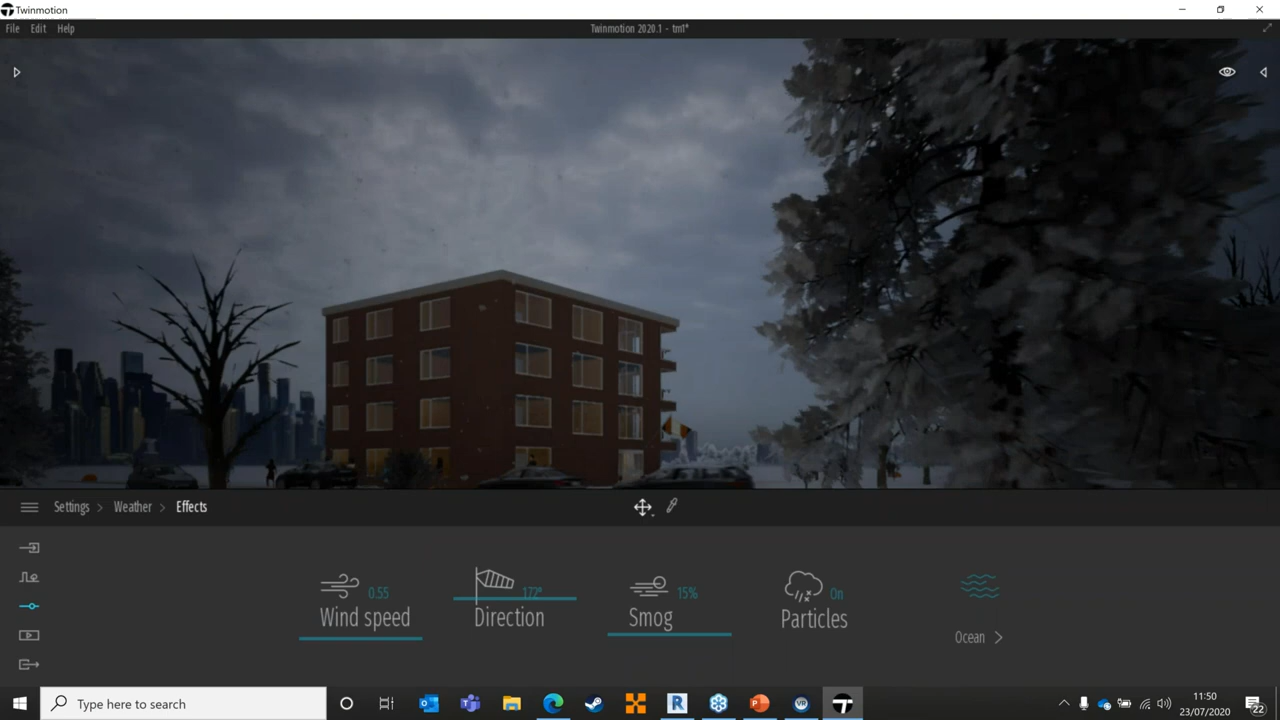 Twinmotion
File Edit Help
Twinmotion 2020.1 - tm1*
Settings > Weather > Effects
0.55
Wind speed
172°
Direction
15%
Smog
On
Particles
Ocean >
Type here to search
11:50
23/07/2020
22